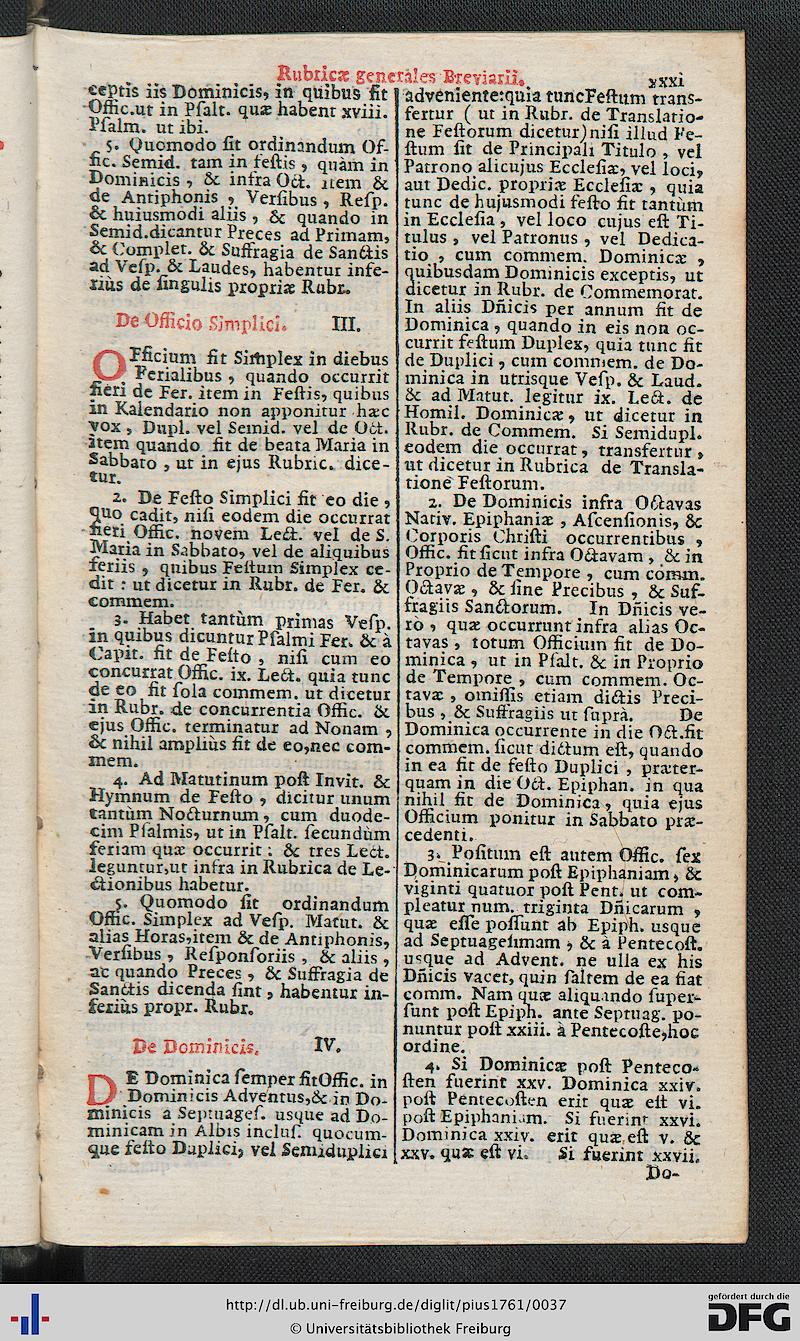 Rubricæ generales Breviarii. xxxi
ceptis iis Dominicis, in quibus fit
Offic.ut in Pſalt. quæ habent xviii.
Pſalm. ut ibi.
5. Quomodo ſit ordinandum Of-
fic. Semid. tam in feſtis, quàm in
Dominicis, & infra Oct. item &
de Antiphonis, Verſibus, Reſp.
& huiusmodi aliis, & quando in
Semid.dicantur Preces ad Primam,
& Complet. & Suffragia de Sanctis
ad Veſp. & Laudes, habentur infe-
riùs de ſingulis propriæ Rubr.
De Officio Simplici. III.
OFficium fit Simplex in diebus
Ferialibus, quando occurrit
fieri de Fer. item in Feſtis, quibus
in Kalendario non apponitur hæc
vox, Dupl. vel Semid. vel de Oct.
item quando fit de beata Maria in
Sabbato, ut in ejus Rubric. dice-
tur.
2. De Feſto Simplici fit eo die,
quo cadit, niſi eodem die occurrat
fieri Offic. novem Lect. vel de S.
Maria in Sabbato, vel de aliquibus
feriis, quibus Feſtum Simplex ce-
dit : ut dicetur in Rubr. de Fer. &
commem.
3. Habet tantùm primas Veſp.
in quibus dicuntur Pſalmi Fer. & à
Capit. fit de Feſto, niſi cum eo
concurrat Offic. ix. Lect. quia tunc
de eo fit ſola commem. ut dicetur
in Rubr. de concurrentia Offic. &
ejus Offic. terminatur ad Nonam,
& nihil ampliùs fit de eo,nec com-
mem.
4. Ad Matutinum poſt Invit. &
Hymnum de Feſto, dicitur unum
tantùm Nocturnum, cum duode-
cim Pſalmis, ut in Pſalt. ſecundùm
feriam quæ occurrit : & tres Lect.
leguntur,ut infra in Rubrica de Le-
ctionibus habetur.
5. Quomodo ſit ordinandum
Offic. Simplex ad Veſp. Matut. &
alias Horas,item & de Antiphonis,
Verſibus, Reſponſoriis, & aliis,
ac quando Preces, & Suffragia de
Sanctis dicenda ſint, habentur in-
feriùs propr. Rubr.
De Dominicis. IV.
DE Dominica ſemper fit Offic. in
Dominicis Adventus,& in Do-
minicis à Septuageſ. usque ad Do-
minicam in Albis incluſ. quocum-
que feſto Duplici, vel Semiduplici
adveniente:quia tunc Feſtum trans-
fertur (ut in Rubr. de Translatio-
ne Feſtorum dicetur) niſi illud Fe-
ſtum ſit de Principali Titulo, vel
Patrono alicujus Eccleſiæ, vel loci,
aut Dedic. propriæ Eccleſiæ, quia
tunc de hujusmodi feſto fit tantùm
in Eccleſia, vel loco cujus eſt Ti-
tulus, vel Patronus, vel Dedica-
tio, cum commem. Dominicæ,
quibusdam Dominicis exceptis, ut
dicetur in Rubr. de Commemorat.
In aliis Dñicis per annum fit de
Dominica, quando in eis non oc-
currit feſtum Duplex, quia tunc fit
de Duplici, cum commem. de Do-
minica in utrisque Veſp. & Laud.
& ad Matut. legitur ix. Lect. de
Homil. Dominicæ, ut dicetur in
Rubr. de Commem. Si Semidupl.
eodem die occurrat, transfertur,
ut dicetur in Rubrica de Transla-
tione Feſtorum.
2. De Dominicis infra Octavas
Nativ. Epiphaniæ, Aſcenſionis, &
Corporis Chriſti occurrentibus,
Offic. fit ſicut infra Octavam, & in
Proprio de Tempore, cum comm.
Octavæ, & ſine Precibus, & Suf-
fragiis Sanctorum. In Dñicis ve-
rò, quæ occurrunt infra alias Oc-
tavas, totum Officium fit de Do-
minica, ut in Pſalt. & in Proprio
de Tempore, cum commem. Oc-
tavæ, omiſſis etiam dictis Preci-
bus, & Suffragiis ut ſuprà. De
Dominica occurrente in die Oct.fit
commem. ſicut dictum eſt, quando
in ea fit de feſto Duplici, præter-
quam in die Oct. Epiphan. in qua
nihil fit de Dominica, quia ejus
Officium ponitur in Sabbato præ-
cedenti.
3. Poſitum eſt autem Offic. ſex
Dominicarum poſt Epiphaniam, &
viginti quatuor poſt Pent. ut com-
pleatur num. triginta Dñicarum,
quæ eſſe poſſunt ab Epiph. usque
ad Septuageſimam, & à Pentecoſt.
usque ad Advent. ne ulla ex his
Dñicis vacet, quin ſaltem de ea fiat
comm. Nam quæ aliquando ſuper-
ſunt poſt Epiph. ante Septuag. po-
nuntur poſt xxiii. à Pentecoſte,hoc
ordine.
4. Si Dominicæ poſt Penteco-
ſten fuerint xxv. Dominica xxiv.
poſt Pentecoſten erit quæ eſt vi.
poſt Epiphaniam. Si fuerint xxvi.
Dominica xxiv. erit quæ eſt v. &
xxv. quæ eſt vi. Si fuerint xxvii.
Do-
http://dl.ub.uni-freiburg.de/diglit/pius1761/0037
© Universitätsbibliothek Freiburg
gefördert durch die
DFG